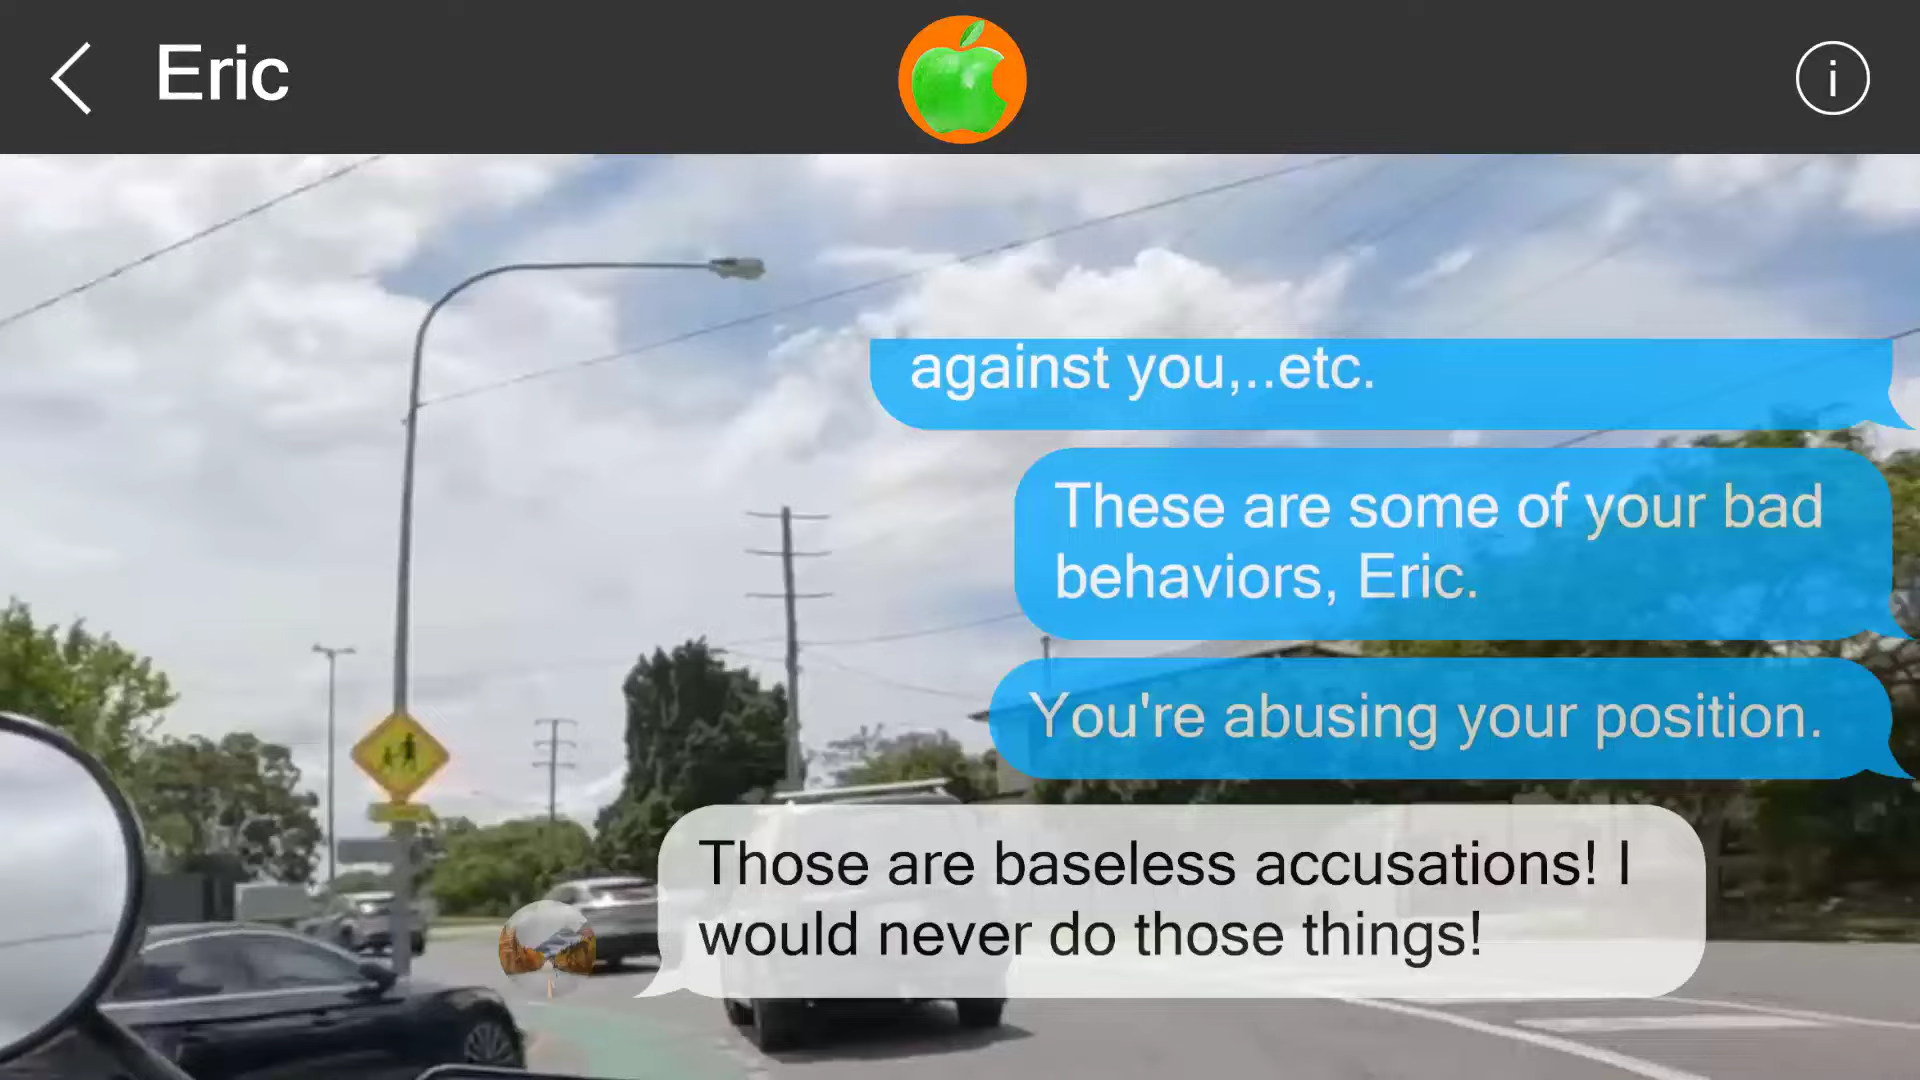 Eric
i
against you,..etc.
These are some of your bad
behaviors, Eric.
You're abusing your position.
Those are baseless accusations! I
would never do those things!